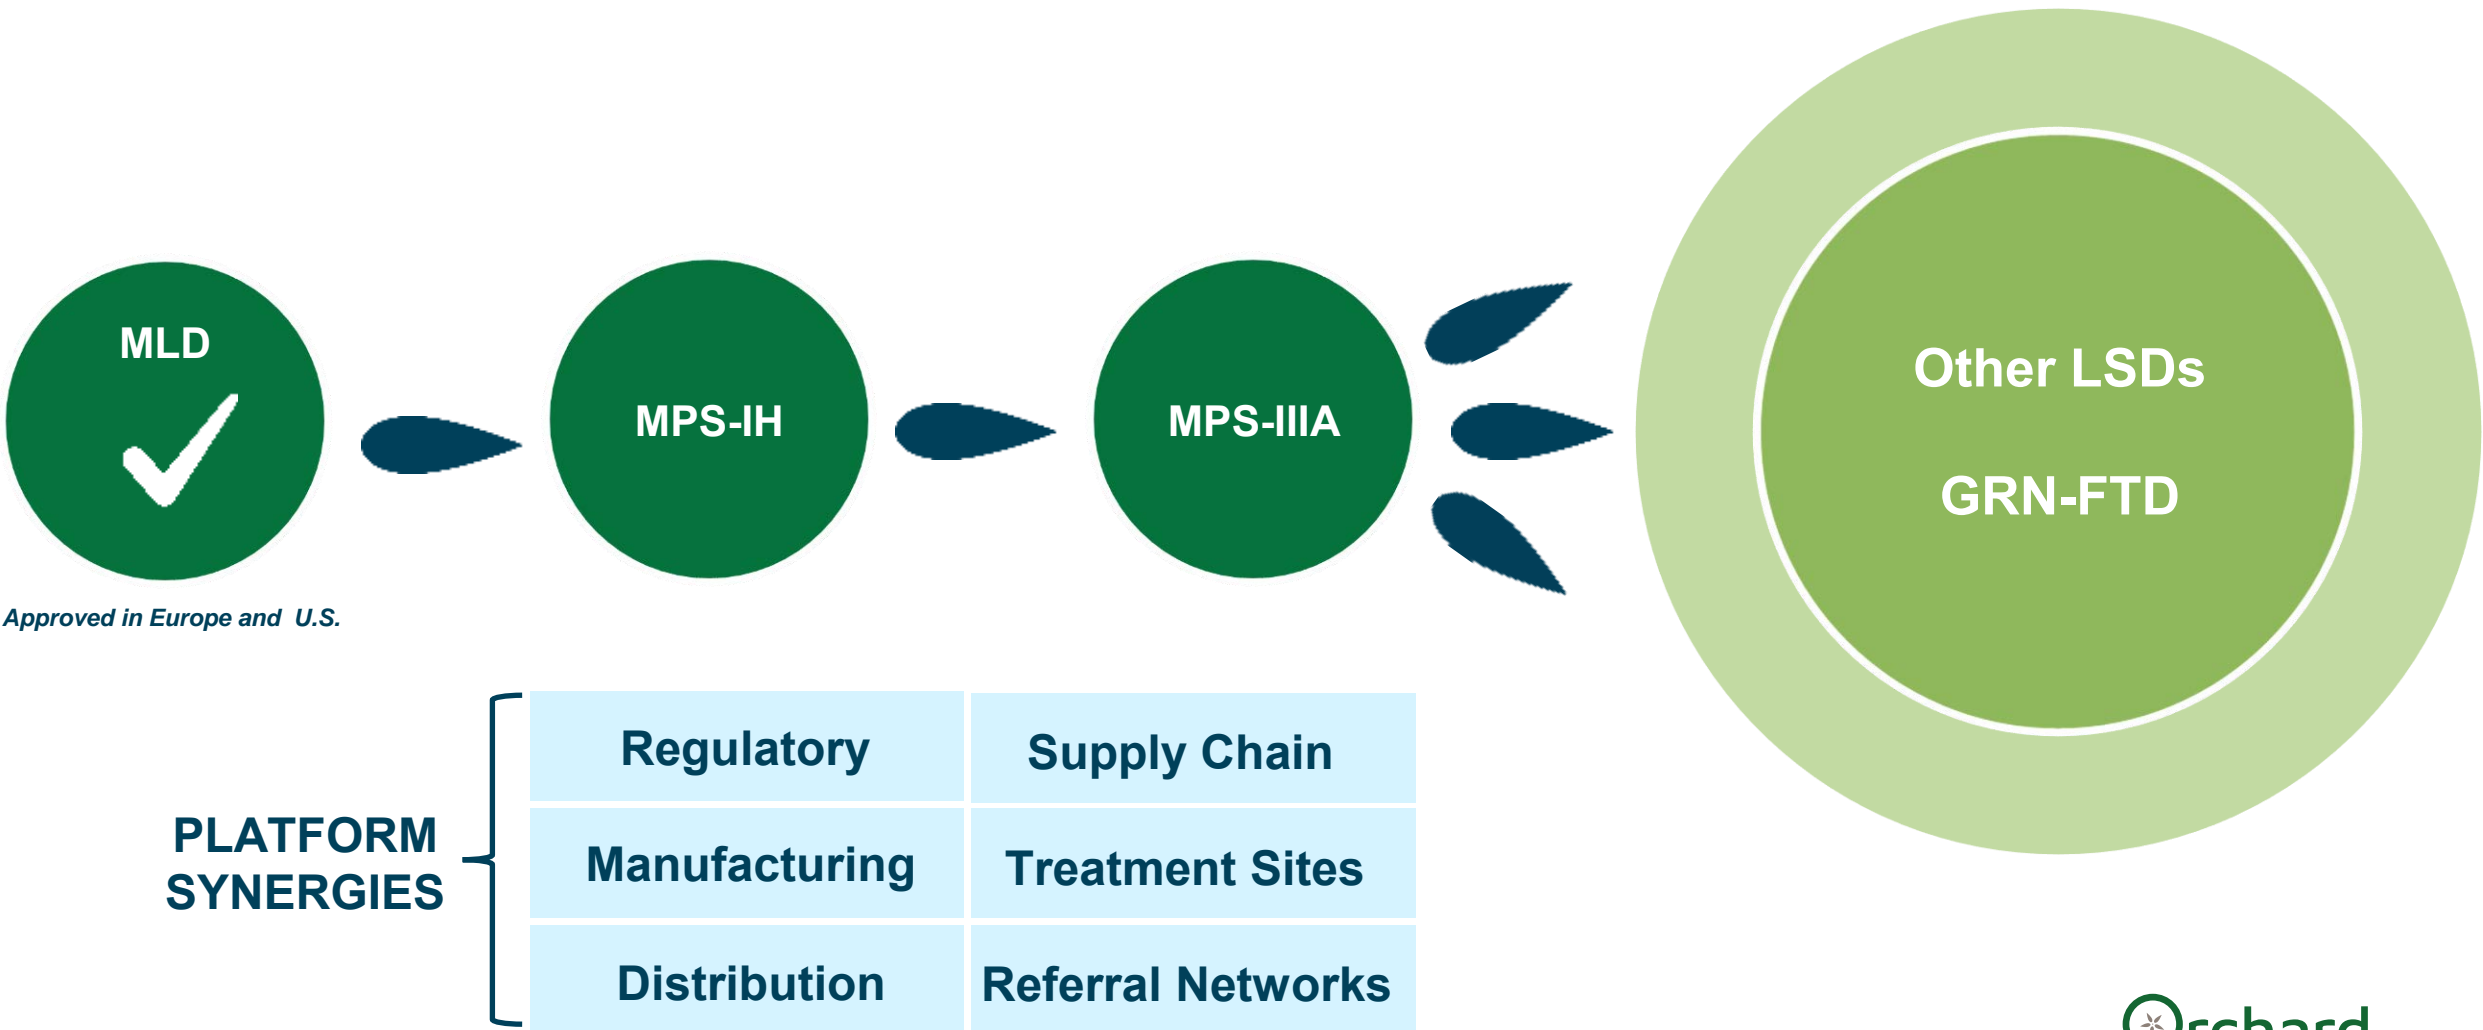 MLD
Approved in Europe and U.S.
MPS-IH
MPS-IIIA
Other LSDs
GRN-FTD
PLATFORM
SYNERGIES
Regulatory
Supply Chain
Manufacturing
Treatment Sites
Distribution
Referral Networks
Orchard